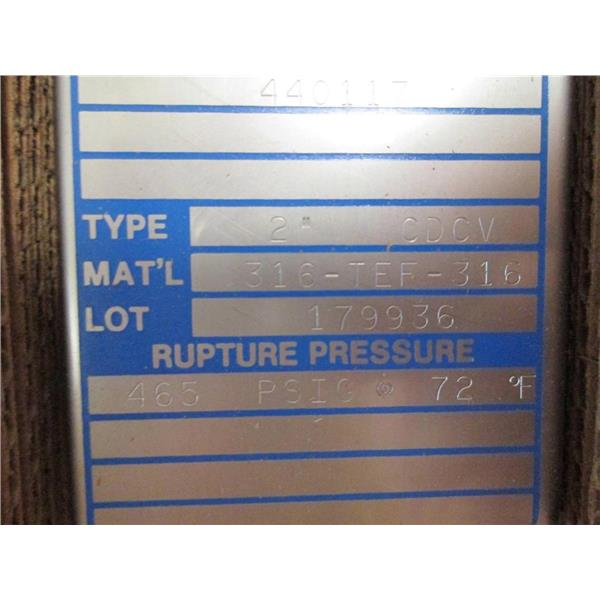 440117
TYPE 2" CDCV
MAT'L 316-TEF-316
LOT 179936
RUPTURE PRESSURE
465 PSIG @ 72 °F